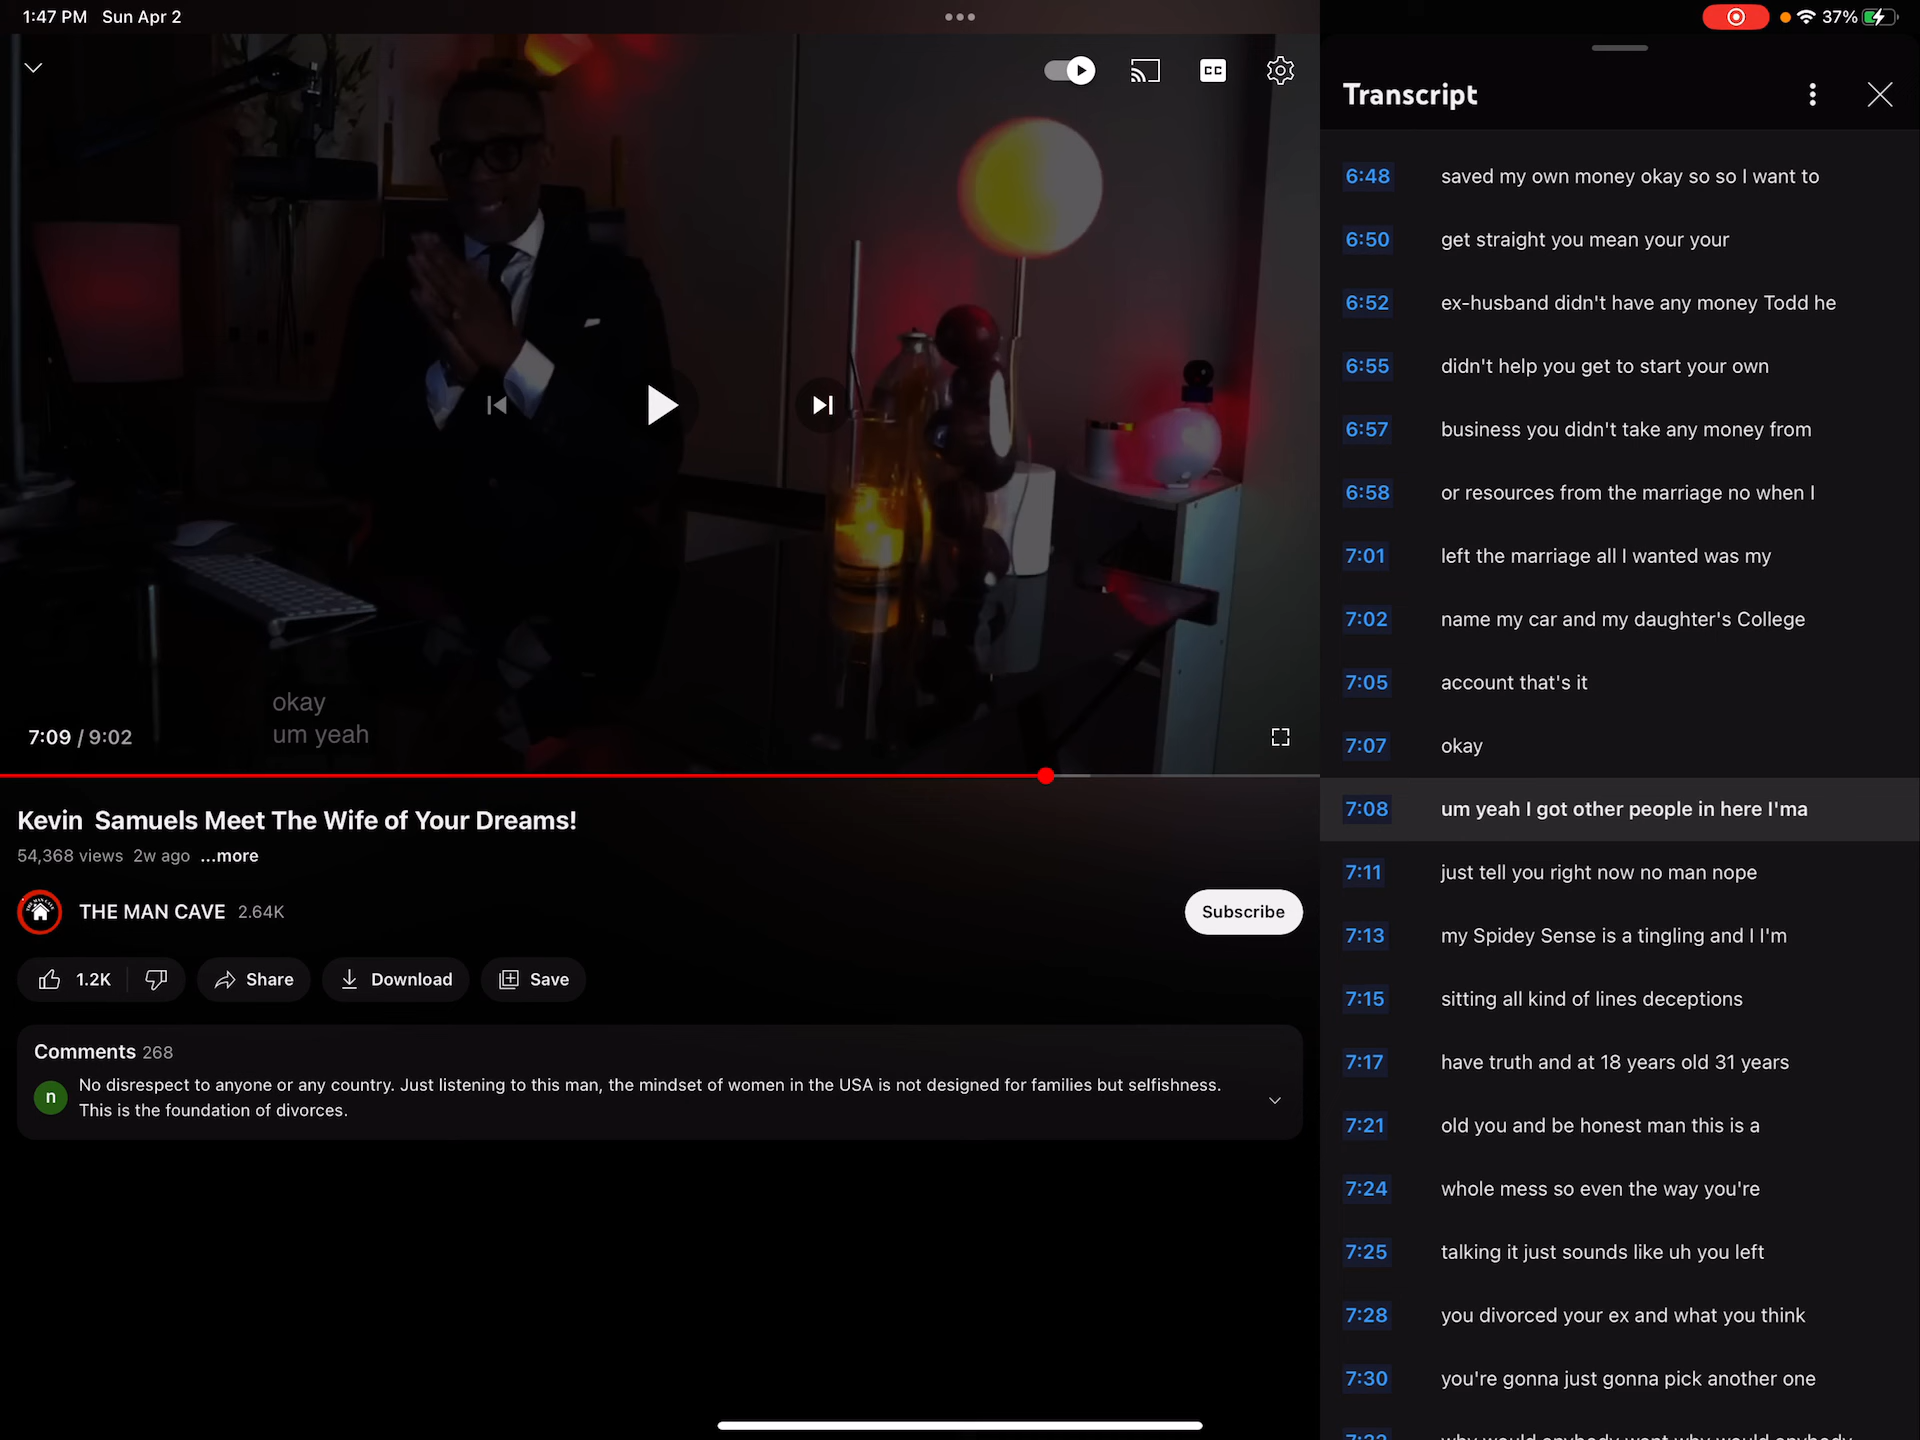 1:47 PM Sun Apr 2
37%
CC
okay
um yeah
7:09 / 9:02
Kevin Samuels Meet The Wife of Your Dreams!
54,368 views 2w ago ...more
THE MAN CAVE 2.64K
Subscribe
1.2K
Share
Download
Save
Comments 268
n
No disrespect to anyone or any country. Just listening to this man, the mindset of women in the USA is not designed for families but selfishness.
This is the foundation of divorces.
Transcript
6:48 saved my own money okay so so I want to
6:50 get straight you mean your your
6:52 ex-husband didn't have any money Todd he
6:55 didn't help you get to start your own
6:57 business you didn't take any money from
6:58 or resources from the marriage no when I
7:01 left the marriage all I wanted was my
7:02 name my car and my daughter's College
7:05 account that's it
7:07 okay
7:08 um yeah I got other people in here I'ma
7:11 just tell you right now no man nope
7:13 my Spidey Sense is a tingling and I I'm
7:15 sitting all kind of lines deceptions
7:17 have truth and at 18 years old 31 years
7:21 old you and be honest man this is a
7:24 whole mess so even the way you're
7:25 talking it just sounds like uh you left
7:28 you divorced your ex and what you think
7:30 you're gonna just gonna pick another one